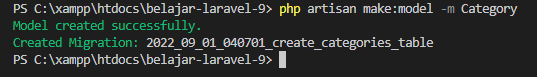 PS C:\xampp\htdocs\belajar-laravel-9> php artisan make:model -m Category
Model created successfully.
Created Migration: 2022_09_01_040701_create_categories_table
PS C:\xampp\htdocs\belajar-laravel-9>